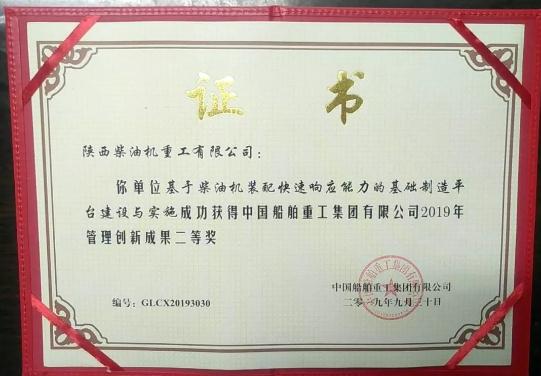 证 书
陕西柴油机重工有限公司：
你单位基于柴油机装配快速响应能力的基础制造平
台建设与实施成功获得中国船舶重工集团有限公司2019年
管理创新成果二等奖
中国船舶重工集团有限公司
编号：GLCX20193030
二〇一九年九月三十日